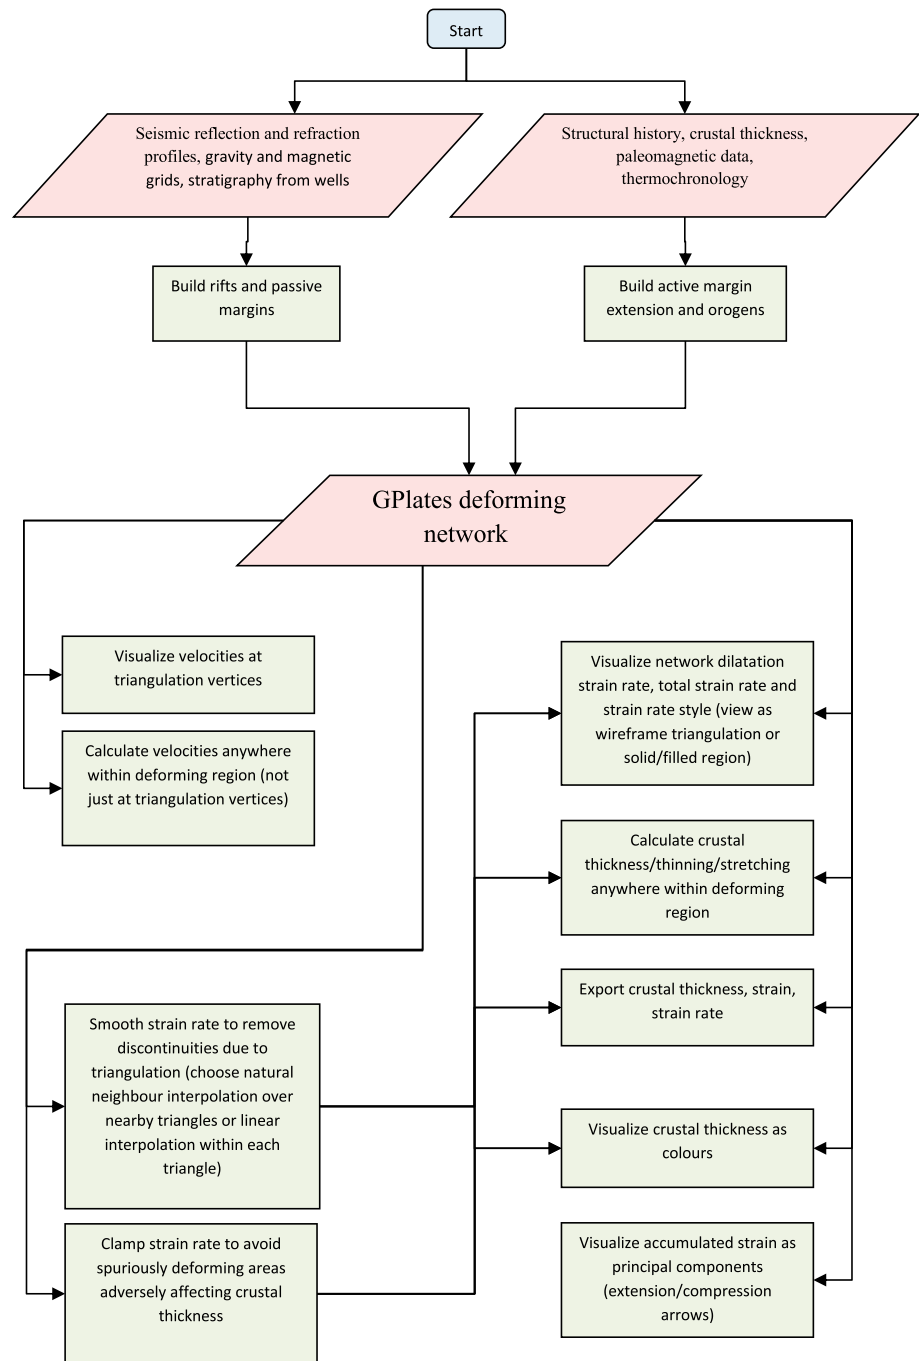 Start
Seismic reflection and refraction
profiles, gravity and magnetic
grids, stratigraphy from wells
Structural history, crustal thickness,
paleomagnetic data,
thermochronology
Build rifts and passive
margins
Build active margin
extension and orogens
GPlates deforming
network
Visualize velocities at
triangulation vertices
Calculate velocities anywhere
within deforming region (not
just at triangulation vertices)
Visualize network dilatation
strain rate, total strain rate and
strain rate style (view as
wireframe triangulation or
solid/filled region)
Calculate crustal
thickness/thinning/stretching
anywhere within deforming
region
Export crustal thickness, strain,
strain rate
Smooth strain rate to remove
discontinuities due to
triangulation (choose natural
neighbour interpolation over
nearby triangles or linear
interpolation within each
triangle)
Visualize crustal thickness as
colours
Clamp strain rate to avoid
spuriously deforming areas
adversely affecting crustal
thickness
Visualize accumulated strain as
principal components
(extension/compression
arrows)